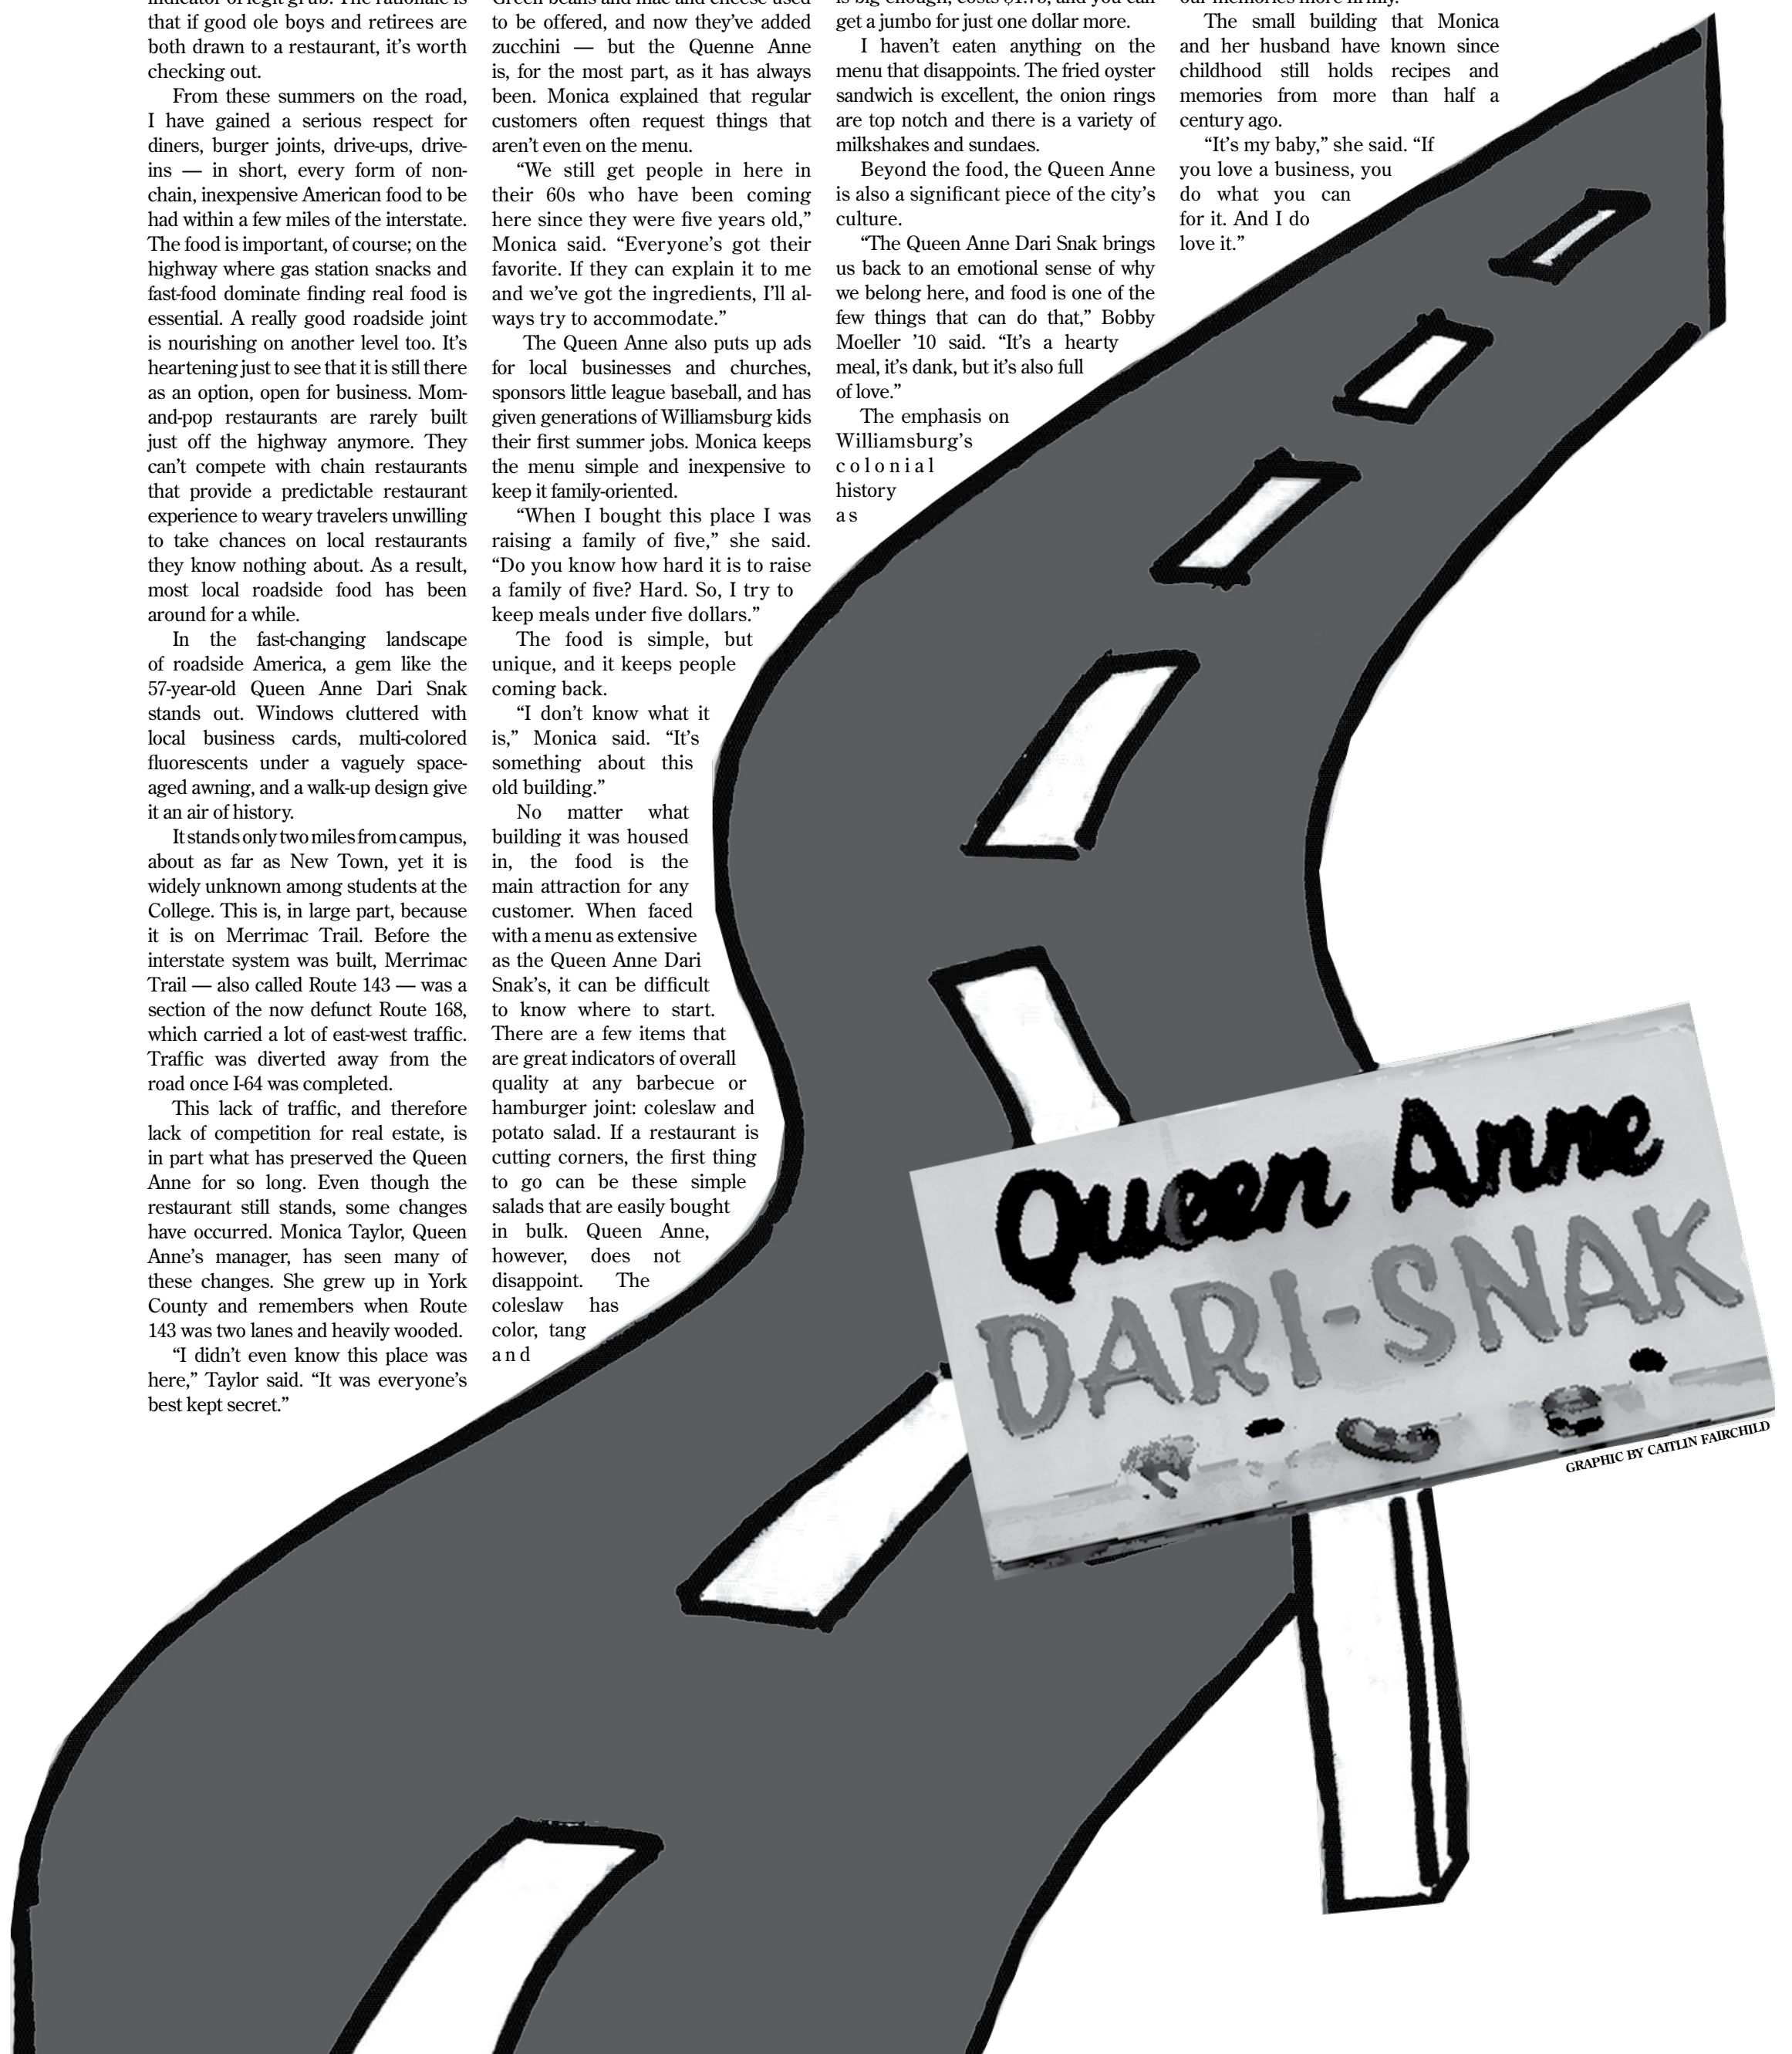 that if good ole boys and retirees are
both drawn to a restaurant, it's worth
checking out.
From these summers on the road,
I have gained a serious respect for
diners, burger joints, drive-ups, drive-
ins — in short, every form of non-
chain, inexpensive American food to be
had within a few miles of the interstate.
The food is important, of course; on the
highway where gas station snacks and
fast-food dominate finding real food is
essential. A really good roadside joint
is nourishing on another level too. It's
heartening just to see that it is still there
as an option, open for business. Mom-
and-pop restaurants are rarely built
just off the highway anymore. They
can't compete with chain restaurants
that provide a predictable restaurant
experience to weary travelers unwilling
to take chances on local restaurants
they know nothing about. As a result,
most local roadside food has been
around for a while.
In the fast-changing landscape
of roadside America, a gem like the
57-year-old Queen Anne Dari Snak
stands out. Windows cluttered with
local business cards, multi-colored
fluorescents under a vaguely space-
aged awning, and a walk-up design give
it an air of history.
It stands only two miles from campus,
about as far as New Town, yet it is
widely unknown among students at the
College. This is, in large part, because
it is on Merrimac Trail. Before the
interstate system was built, Merrimac
Trail — also called Route 143 — was a
section of the now defunct Route 168,
which carried a lot of east-west traffic.
Traffic was diverted away from the
road once I-64 was completed.
This lack of traffic, and therefore
lack of competition for real estate, is
in part what has preserved the Queen
Anne for so long. Even though the
restaurant still stands, some changes
have occurred. Monica Taylor, Queen
Anne's manager, has seen many of
these changes. She grew up in York
County and remembers when Route
143 was two lanes and heavily wooded.
“I didn't even know this place was
here,” Taylor said. “It was everyone's
best kept secret.”
Green beans and mac and cheese used
to be offered, and now they've added
zucchini — but the Quenne Anne
is, for the most part, as it has always
been. Monica explained that regular
customers often request things that
aren't even on the menu.
“We still get people in here in
their 60s who have been coming
here since they were five years old,”
Monica said. “Everyone's got their
favorite. If they can explain it to me
and we've got the ingredients, I'll al-
ways try to accommodate.”
The Queen Anne also puts up ads
for local businesses and churches,
sponsors little league baseball, and has
given generations of Williamsburg kids
their first summer jobs. Monica keeps
the menu simple and inexpensive to
keep it family-oriented.
“When I bought this place I was
raising a family of five,” she said.
“Do you know how hard it is to raise
a family of five? Hard. So, I try to
keep meals under five dollars.”
The food is simple, but
unique, and it keeps people
coming back.
“I don't know what it
is,” Monica said. “It's
something about this
old building.”
No matter what
building it was housed
in, the food is the
main attraction for any
customer. When faced
with a menu as extensive
as the Queen Anne Dari
Snak's, it can be difficult
to know where to start.
There are a few items that
are great indicators of overall
quality at any barbecue or
hamburger joint: coleslaw and
potato salad. If a restaurant is
cutting corners, the first thing
to go can be these simple
salads that are easily bought
in bulk. Queen Anne,
however, does not
disappoint. The
coleslaw has
color, tang
and
get a jumbo for just one dollar more.
I haven't eaten anything on the
menu that disappoints. The fried oyster
sandwich is excellent, the onion rings
are top notch and there is a variety of
milkshakes and sundaes.
Beyond the food, the Queen Anne
is also a significant piece of the city's
culture.
“The Queen Anne Dari Snak brings
us back to an emotional sense of why
we belong here, and food is one of the
few things that can do that,” Bobby
Moeller '10 said. “It's a hearty
meal, it's dank, but it's also full
of love.”
The emphasis on
Williamsburg's
colonial
history
as
The small building that Monica
and her husband have known since
childhood still holds recipes and
memories from more than half a
century ago.
“It's my baby,” she said. “If
you love a business, you
do what you can
for it. And I do
love it.”
Queen Anne
DARI-SNAK
GRAPHIC BY CAITLIN FAIRCHILD